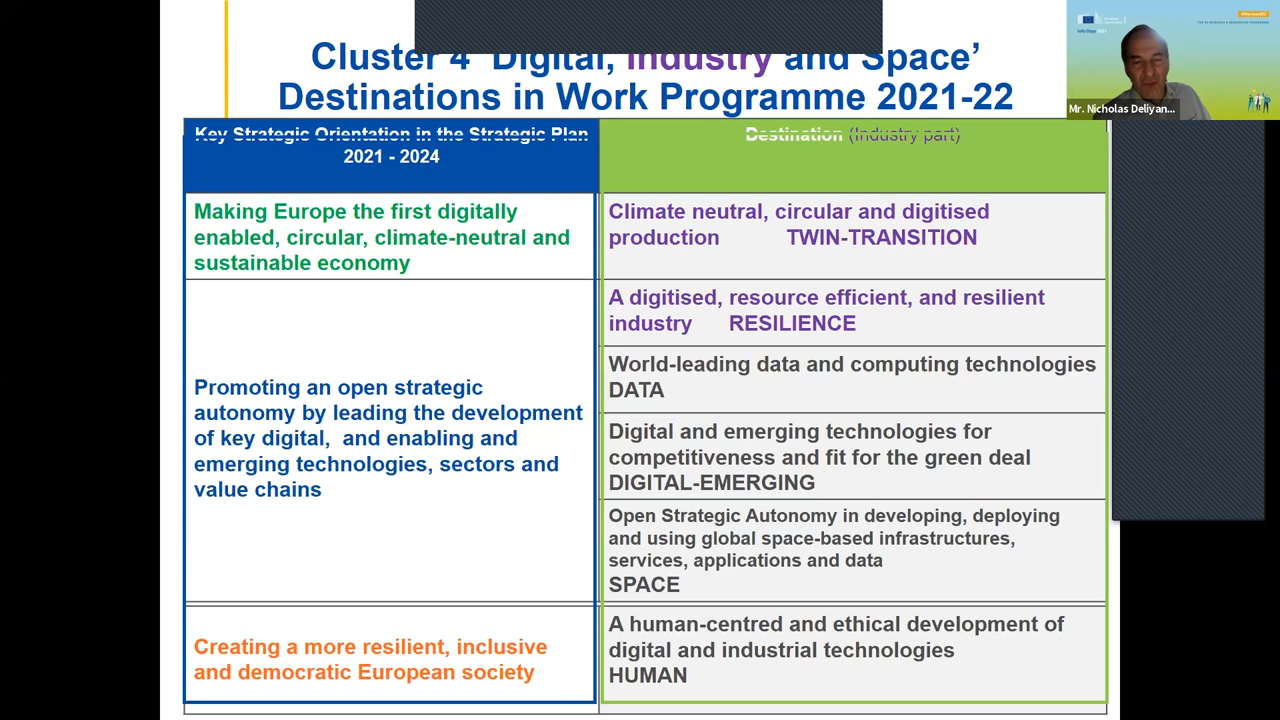 Cluster 4 'Digital, Industry and Space'
Destinations in Work Programme 2021-22
Mr. Nicholas Deliyan...
Key Strategic Orientation in the Strategic Plan
2021 - 2024
Destination (Industry part)
Making Europe the first digitally
enabled, circular, climate-neutral and
sustainable economy
Climate neutral, circular and digitised
production TWIN-TRANSITION
Promoting an open strategic
autonomy by leading the development
of key digital, and enabling and
emerging technologies, sectors and
value chains
A digitised, resource efficient, and resilient
industry RESILIENCE
World-leading data and computing technologies
DATA
Digital and emerging technologies for
competitiveness and fit for the green deal
DIGITAL-EMERGING
Open Strategic Autonomy in developing, deploying
and using global space-based infrastructures,
services, applications and data
SPACE
Creating a more resilient, inclusive
and democratic European society
A human-centred and ethical development of
digital and industrial technologies
HUMAN